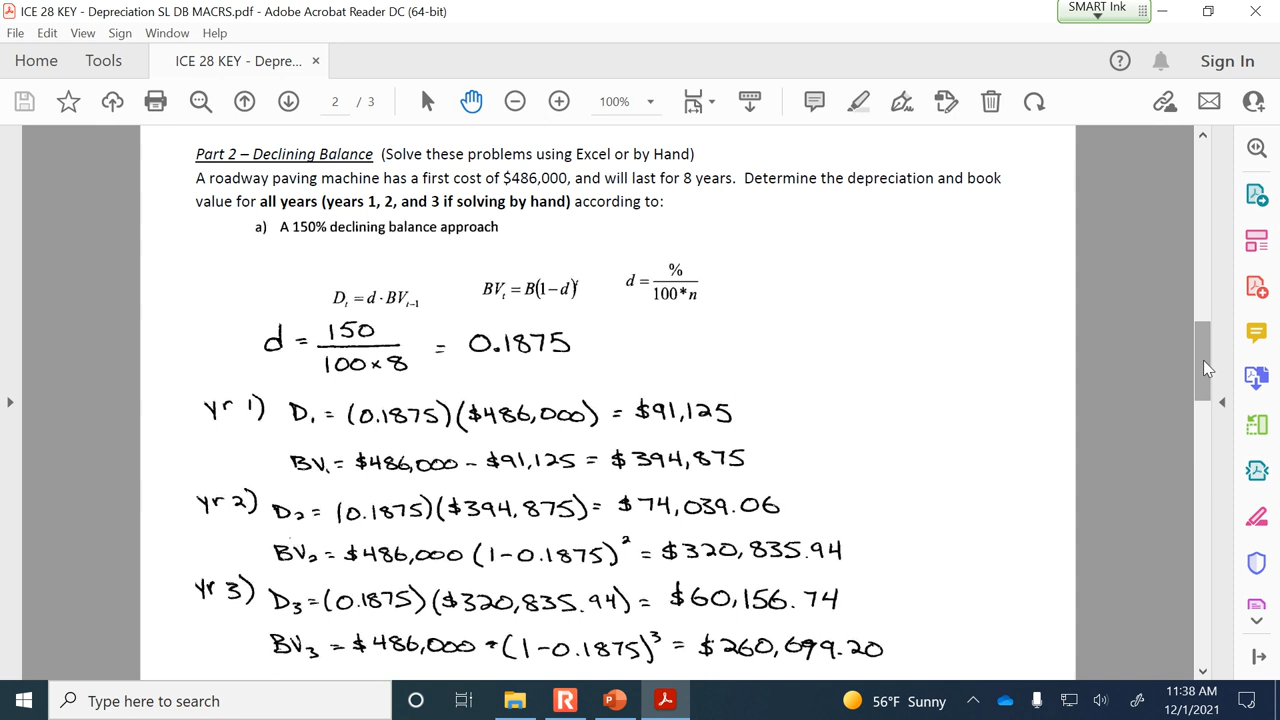 ICE 28 KEY - Depreciation SL DB MACRS.pdf - Adobe Acrobat Reader DC (64-bit)
SMART Ink
File Edit View Sign Window Help
Home Tools ICE 28 KEY - Depre... × Sign In
2 / 3 100%
Part 2 – Declining Balance (Solve these problems using Excel or by Hand)
A roadway paving machine has a first cost of $486,000, and will last for 8 years. Determine the depreciation and book
value for all years (years 1, 2, and 3 if solving by hand) according to:
a) A 150% declining balance approach
D_t = d · BV_{t-1} BV_t = B(1-d)^t d = %/100*n
d = 150/100×8 = 0.1875
yr 1) D₁ = (0.1875)($486,000) = $91,125
BV₁ = $486,000 - $91,125 = $394,875
yr 2) D₂ = (0.1875)($394,875) = $74,039.06
BV₂ = $486,000 (1-0.1875)² = $320,835.94
yr 3) D₃ = (0.1875)($320,835.94) = $60,156.74
BV₃ = $486,000 · (1-0.1875)³ = $260,699.20
Type here to search
56°F Sunny
11:38 AM
12/1/2021